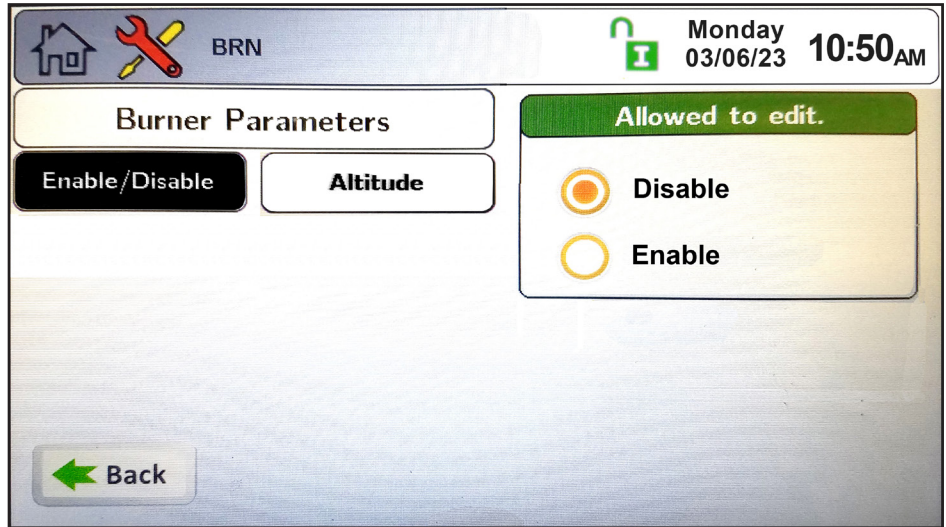 BRN
I
Monday
03/06/23
10:50AM
Burner Parameters
Enable/Disable
Altitude
Allowed to edit.
Disable
Enable
Back